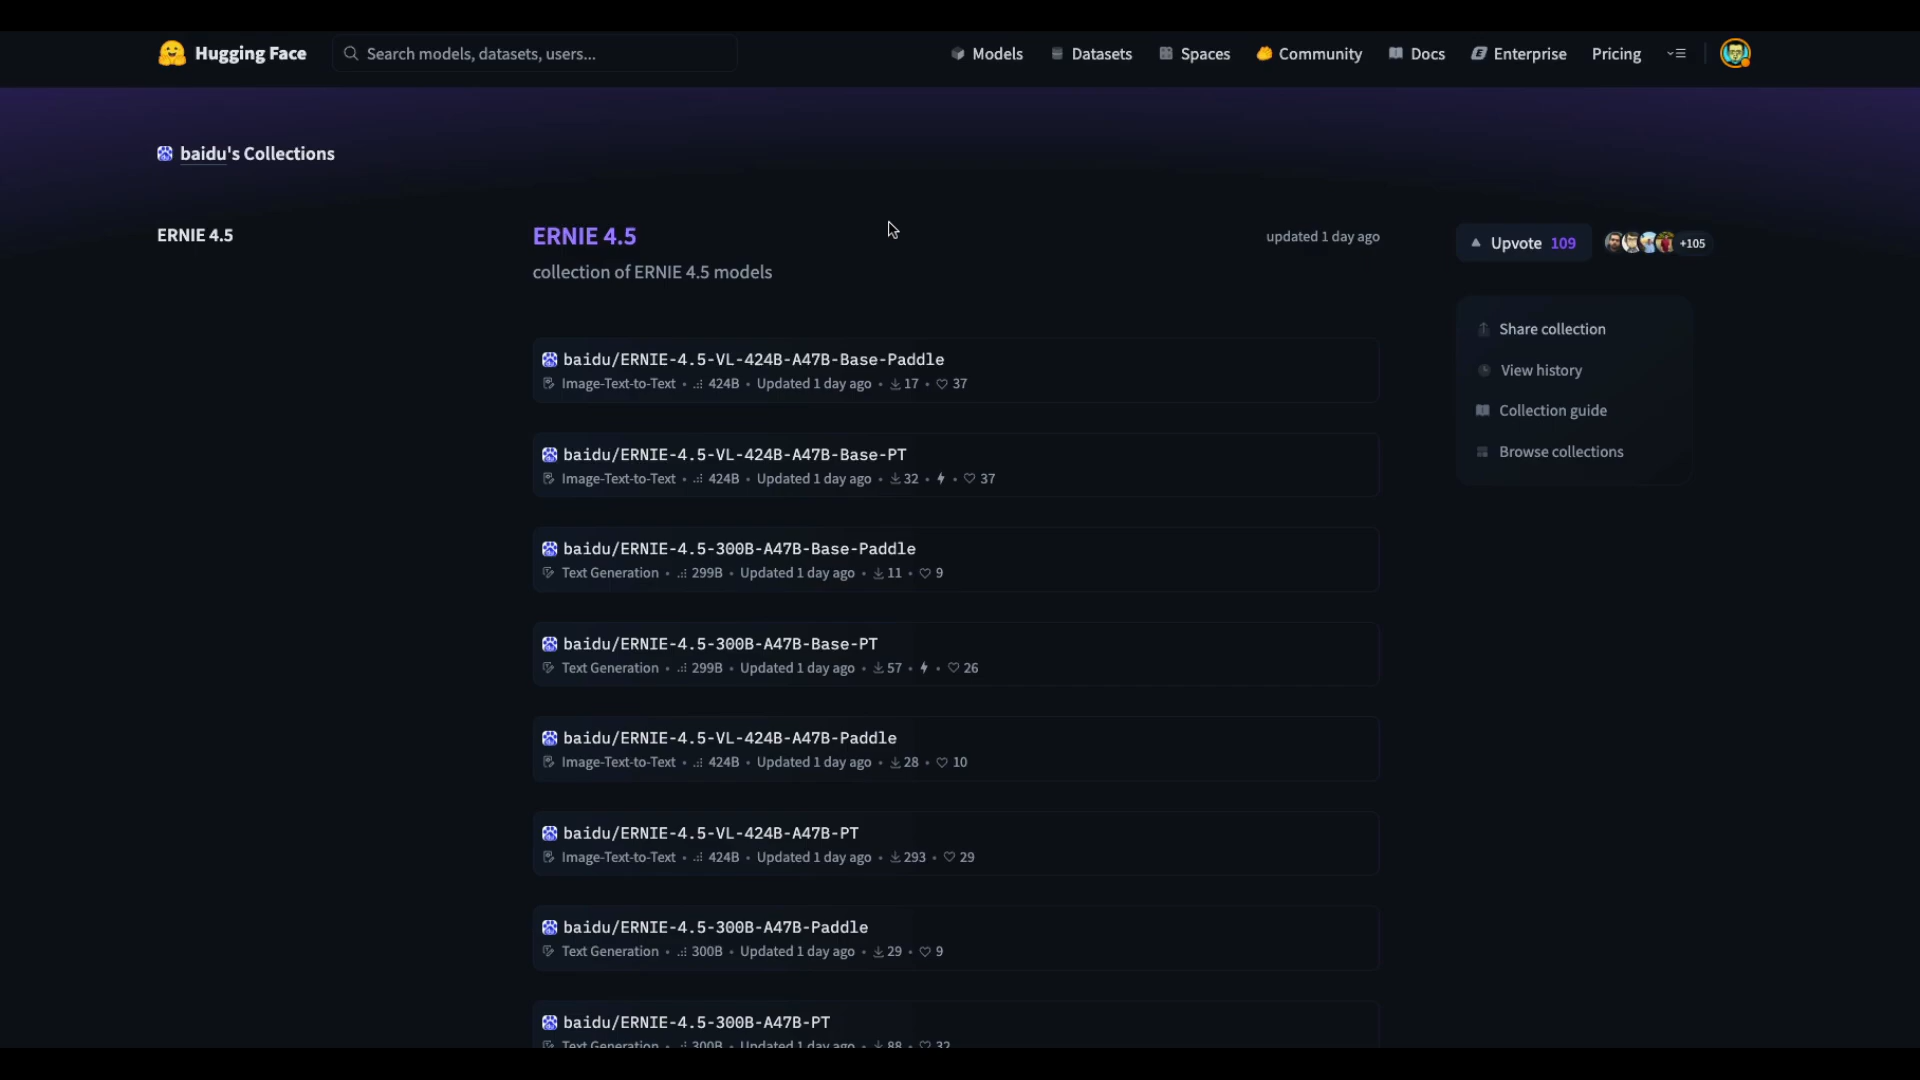 Hugging Face
Search models, datasets, users...
Models
Datasets
Spaces
Community
Docs
Enterprise
Pricing
baidu's Collections
ERNIE 4.5
ERNIE 4.5
updated 1 day ago
collection of ERNIE 4.5 models
Upvote 109
+105
Share collection
View history
Collection guide
Browse collections
baidu/ERNIE-4.5-VL-424B-A47B-Base-Paddle
Image-Text-to-Text • 424B • Updated 1 day ago • 17 • 37
baidu/ERNIE-4.5-VL-424B-A47B-Base-PT
Image-Text-to-Text • 424B • Updated 1 day ago • 32 • • 37
baidu/ERNIE-4.5-300B-A47B-Base-Paddle
Text Generation • 299B • Updated 1 day ago • 11 • 9
baidu/ERNIE-4.5-300B-A47B-Base-PT
Text Generation • 299B • Updated 1 day ago • 57 • • 26
baidu/ERNIE-4.5-VL-424B-A47B-Paddle
Image-Text-to-Text • 424B • Updated 1 day ago • 28 • 10
baidu/ERNIE-4.5-VL-424B-A47B-PT
Image-Text-to-Text • 424B • Updated 1 day ago • 293 • 29
baidu/ERNIE-4.5-300B-A47B-Paddle
Text Generation • 300B • Updated 1 day ago • 29 • 9
baidu/ERNIE-4.5-300B-A47B-PT
Text Generation • 300B • Updated 1 day ago • 88 • 32